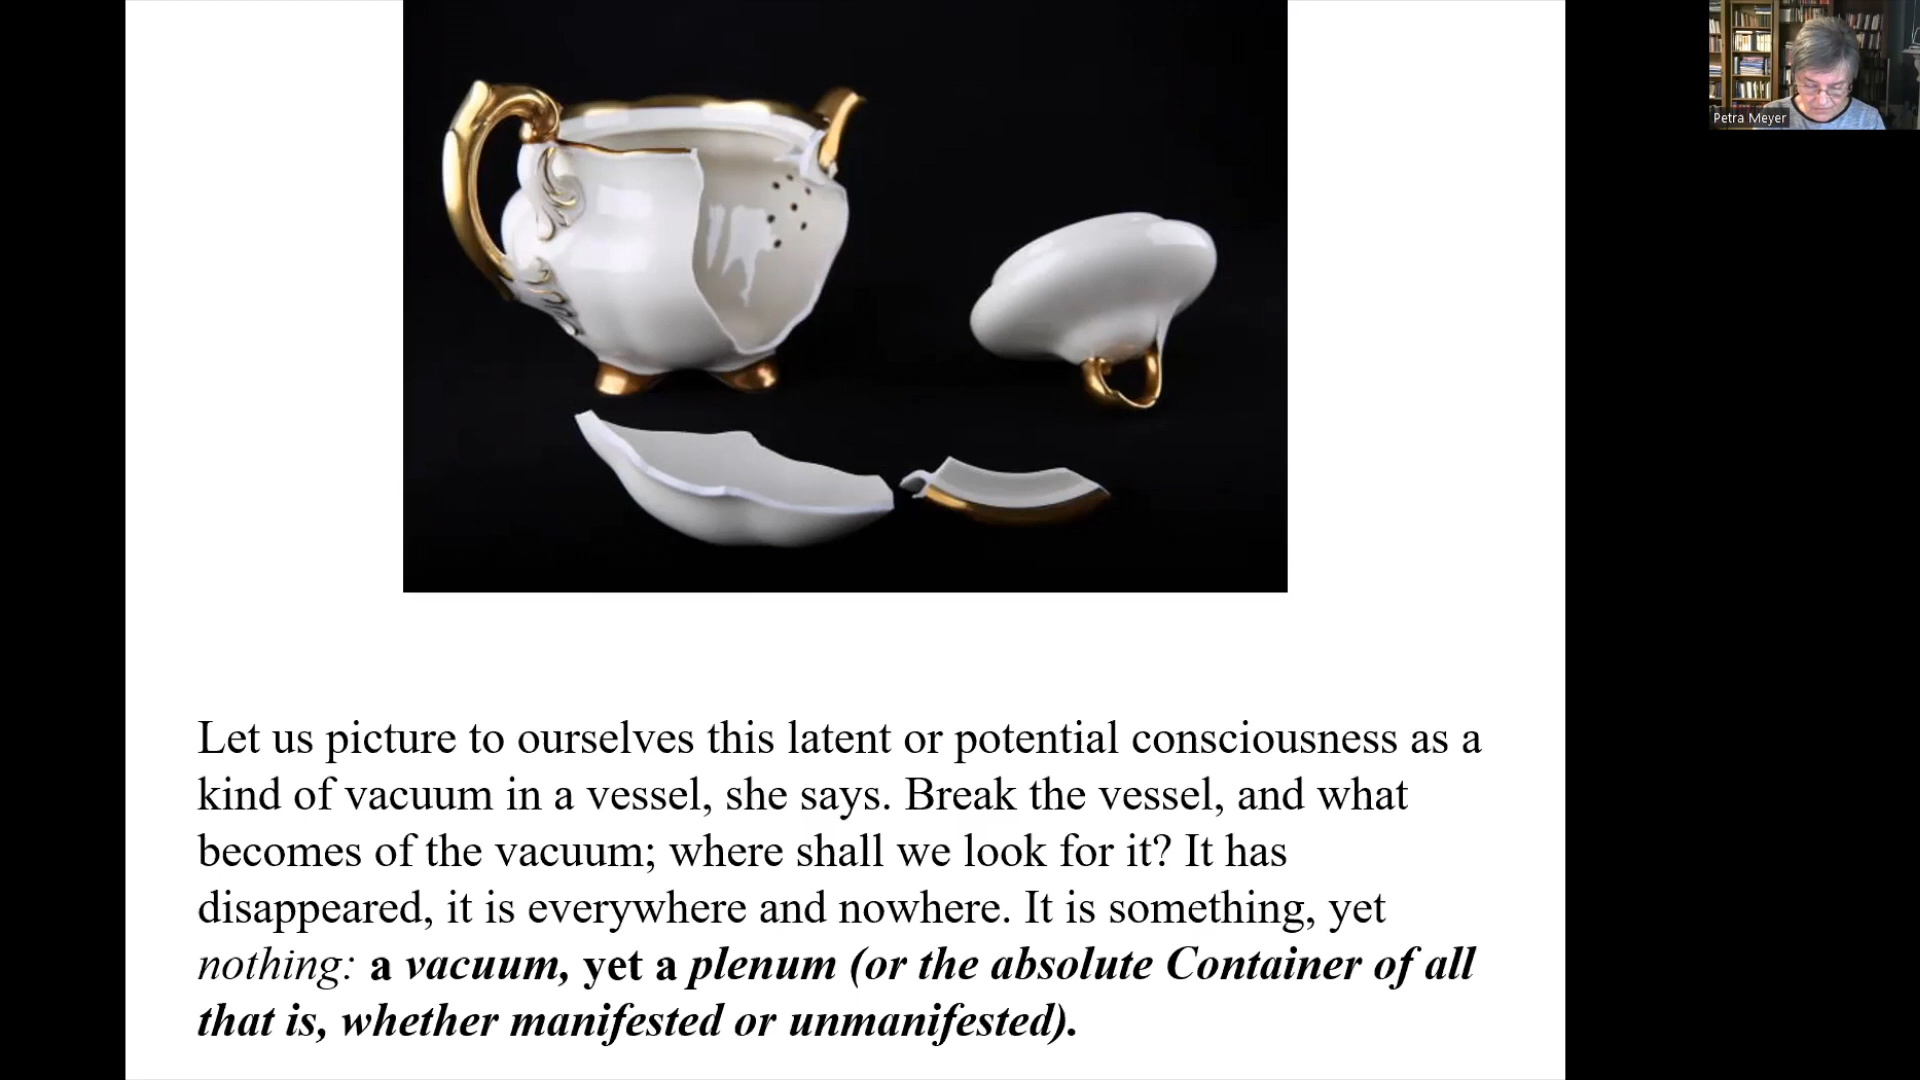 Petra Meyer
Let us picture to ourselves this latent or potential consciousness as a
kind of vacuum in a vessel, she says. Break the vessel, and what
becomes of the vacuum; where shall we look for it? It has
disappeared, it is everywhere and nowhere. It is something, yet
nothing: a vacuum, yet a plenum (or the absolute Container of all
that is, whether manifested or unmanifested).